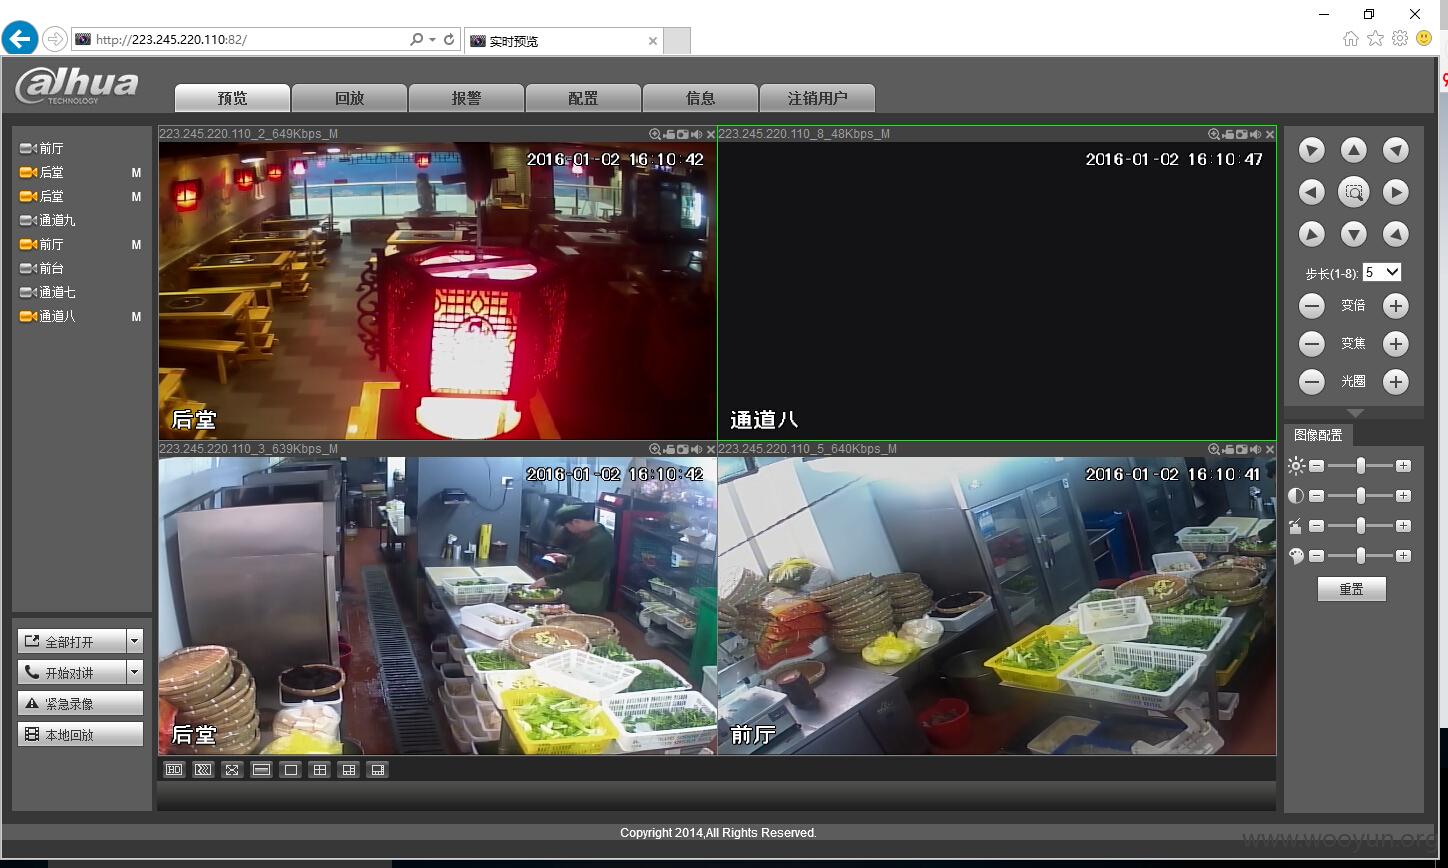 http://223.245.220.110:82/
实时预览
alhua
TECHNOLOGY
预览
回放
报警
配置
信息
注销用户
前厅
后堂 M
后堂 M
通道九
前厅 M
前台
通道七
通道八 M
全部打开
开始对讲
紧急录像
本地回放
223.245.220.110_2_649Kbps_M
2016-01-02 16:10:42
后堂
223.245.220.110_8_48Kbps_M
2016-01-02 16:10:47
通道八
223.245.220.110_3_639Kbps_M
2016-01-02 16:10:42
后堂
223.245.220.110_5_640Kbps_M
2016-01-02 16:10:41
前厅
HD
步长(1-8): 5
变倍
变焦
光圈
图像配置
重置
Copyright 2014,All Rights Reserved.
www.wooyun.org